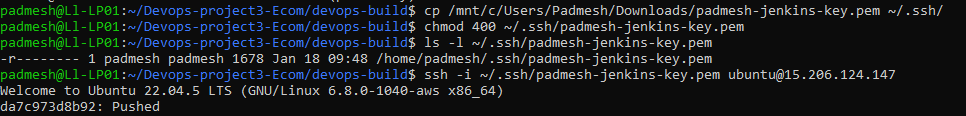 padmesh@Ll-LP01:~/Devops-project3-Ecom/devops-build$ cp /mnt/c/Users/Padmesh/Downloads/padmesh-jenkins-key.pem ~/.ssh/
padmesh@Ll-LP01:~/Devops-project3-Ecom/devops-build$ chmod 400 ~/.ssh/padmesh-jenkins-key.pem
padmesh@Ll-LP01:~/Devops-project3-Ecom/devops-build$ ls -l ~/.ssh/padmesh-jenkins-key.pem
-r-------- 1 padmesh padmesh 1678 Jan 18 09:48 /home/padmesh/.ssh/padmesh-jenkins-key.pem
padmesh@Ll-LP01:~/Devops-project3-Ecom/devops-build$ ssh -i ~/.ssh/padmesh-jenkins-key.pem ubuntu@15.206.124.147
Welcome to Ubuntu 22.04.5 LTS (GNU/Linux 6.8.0-1040-aws x86_64)
da7c973d8b92: Pushed